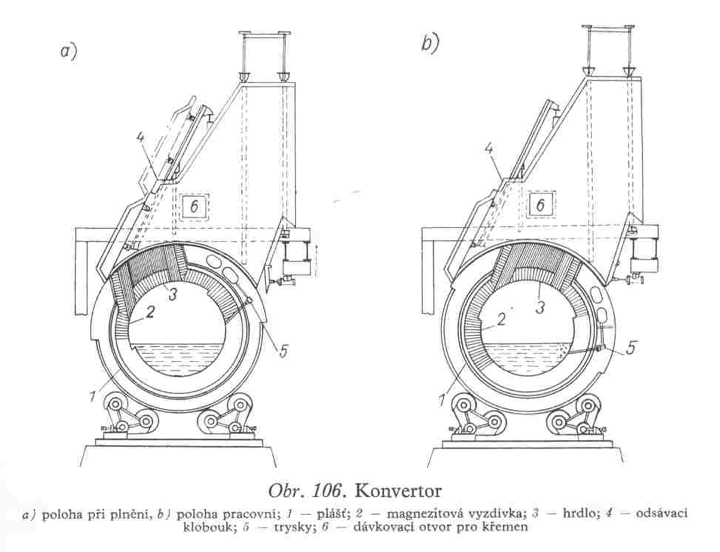 a)
b)
4
4
6
6
3
3
2
2
5
5
1
1
Obr. 106. Konvertor
a) poloha při plnění, b) poloha pracovní; 1 — plášť; 2 — magnezitová vyzdívka; 3 — hrdlo; 4 — odsávací
klobouk; 5 — trysky; 6 — dávkovací otvor pro křemen